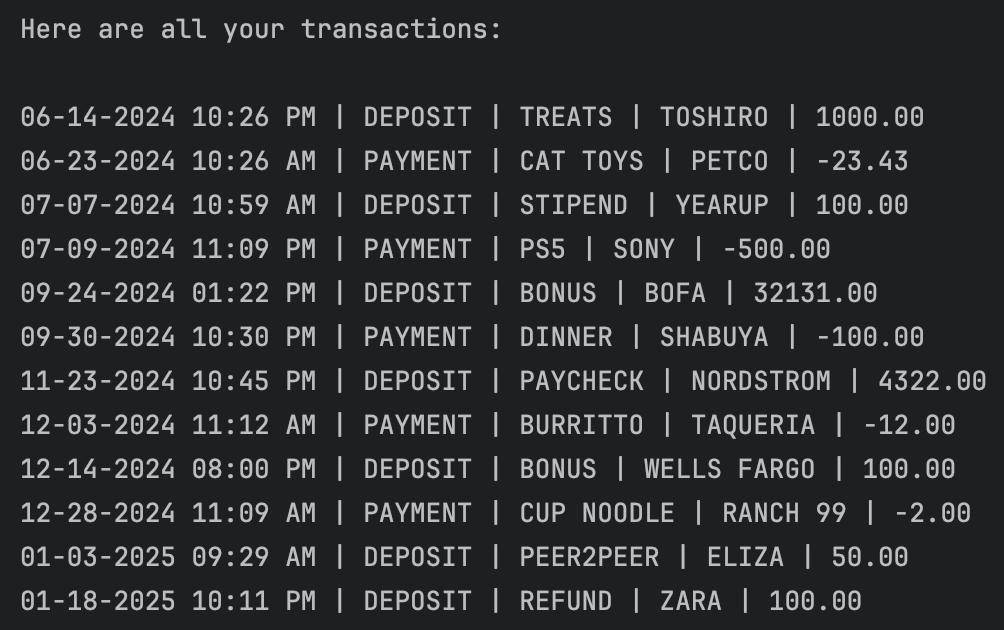 Here are all your transactions:
06-14-2024 10:26 PM | DEPOSIT | TREATS | TOSHIRO | 1000.00
06-23-2024 10:26 AM | PAYMENT | CAT TOYS | PETCO | -23.43
07-07-2024 10:59 AM | DEPOSIT | STIPEND | YEARUP | 100.00
07-09-2024 11:09 PM | PAYMENT | PS5 | SONY | -500.00
09-24-2024 01:22 PM | DEPOSIT | BONUS | BOFA | 32131.00
09-30-2024 10:30 PM | PAYMENT | DINNER | SHABUYA | -100.00
11-23-2024 10:45 PM | DEPOSIT | PAYCHECK | NORDSTROM | 4322.00
12-03-2024 11:12 AM | PAYMENT | BURRITTO | TAQUERIA | -12.00
12-14-2024 08:00 PM | DEPOSIT | BONUS | WELLS FARGO | 100.00
12-28-2024 11:09 AM | PAYMENT | CUP NOODLE | RANCH 99 | -2.00
01-03-2025 09:29 AM | DEPOSIT | PEER2PEER | ELIZA | 50.00
01-18-2025 10:11 PM | DEPOSIT | REFUND | ZARA | 100.00